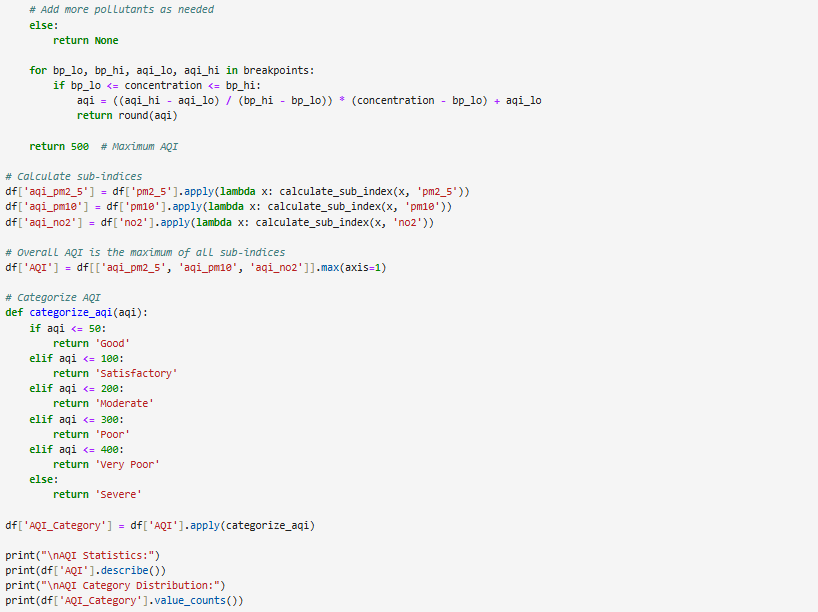 # Add more pollutants as needed
    else:
        return None

    for bp_lo, bp_hi, aqi_lo, aqi_hi in breakpoints:
        if bp_lo <= concentration <= bp_hi:
            aqi = ((aqi_hi - aqi_lo) / (bp_hi - bp_lo)) * (concentration - bp_lo) + aqi_lo
            return round(aqi)

    return 500  # Maximum AQI

# Calculate sub-indices
df['aqi_pm2_5'] = df['pm2_5'].apply(lambda x: calculate_sub_index(x, 'pm2_5'))
df['aqi_pm10'] = df['pm10'].apply(lambda x: calculate_sub_index(x, 'pm10'))
df['aqi_no2'] = df['no2'].apply(lambda x: calculate_sub_index(x, 'no2'))

# Overall AQI is the maximum of all sub-indices
df['AQI'] = df[['aqi_pm2_5', 'aqi_pm10', 'aqi_no2']].max(axis=1)

# Categorize AQI
def categorize_aqi(aqi):
    if aqi <= 50:
        return 'Good'
    elif aqi <= 100:
        return 'Satisfactory'
    elif aqi <= 200:
        return 'Moderate'
    elif aqi <= 300:
        return 'Poor'
    elif aqi <= 400:
        return 'Very Poor'
    else:
        return 'Severe'

df['AQI_Category'] = df['AQI'].apply(categorize_aqi)

print("\nAQI Statistics:")
print(df['AQI'].describe())
print("\nAQI Category Distribution:")
print(df['AQI_Category'].value_counts())